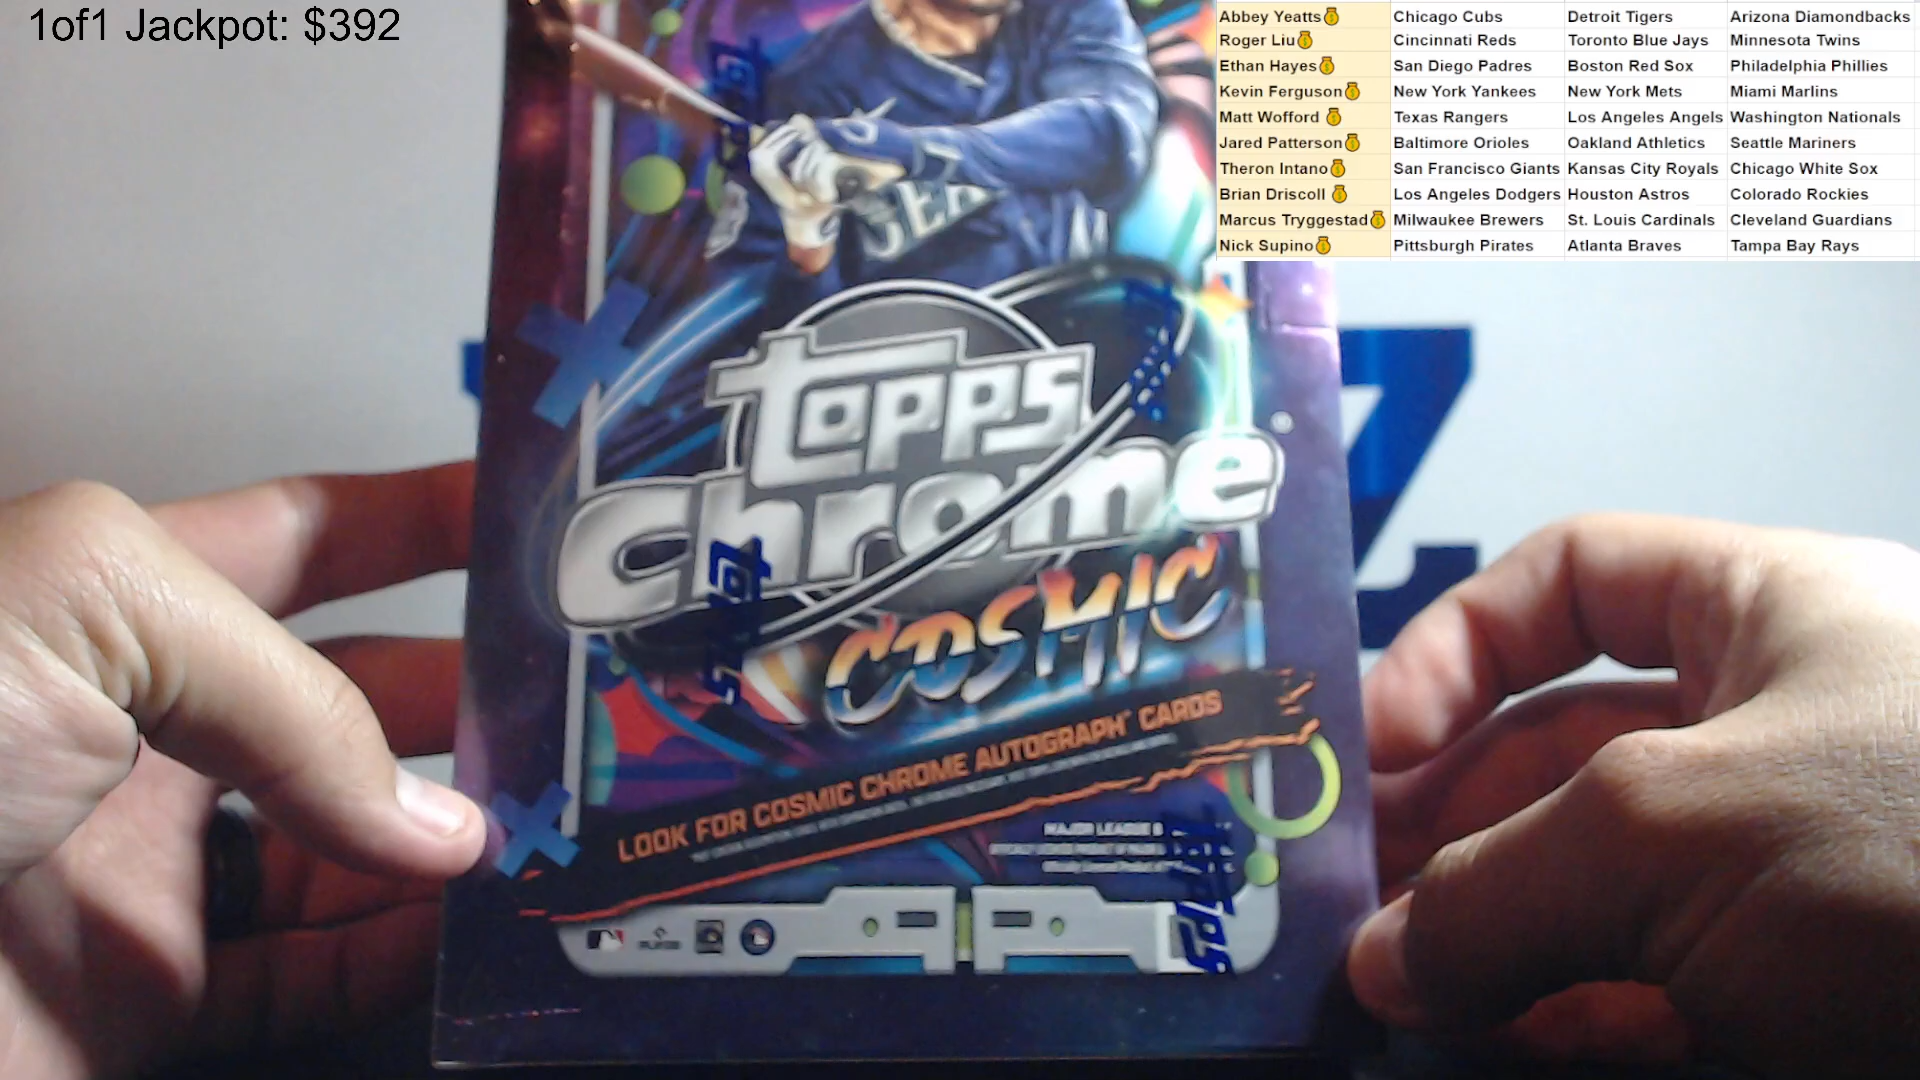 1of1 Jackpot: $392
Abbey Yeatts Chicago Cubs Detroit Tigers Arizona Diamondbacks
Roger Liu Cincinnati Reds Toronto Blue Jays Minnesota Twins
Ethan Hayes San Diego Padres Boston Red Sox Philadelphia Phillies
Kevin Ferguson New York Yankees New York Mets Miami Marlins
Matt Wofford Texas Rangers Los Angeles Angels Washington Nationals
Jared Patterson Baltimore Orioles Oakland Athletics Seattle Mariners
Theron Intano San Francisco Giants Kansas City Royals Chicago White Sox
Brian Driscoll Los Angeles Dodgers Houston Astros Colorado Rockies
Marcus Tryggestad Milwaukee Brewers St. Louis Cardinals Cleveland Guardians
Nick Supino Pittsburgh Pirates Atlanta Braves Tampa Bay Rays
topps
Chrome ®
COSMIC
LOOK FOR COSMIC CHROME AUTOGRAPH™ CARDS
MAJOR LEAGUE B
topps
topps